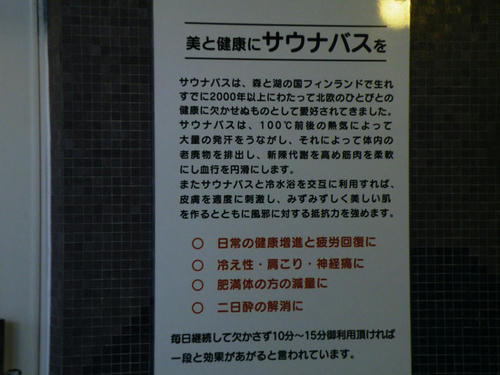 美と健康にサウナバスを
サウナバスは、森と湖の国フィンランドで生れ
すでに2000年以上にわたって北欧のひとびとの
健康に欠かせぬものとして愛好されてきました。
サウナバスは、100℃前後の熱気によって
大量の発汗をうながし、それによって体内の
老廃物を排出し、新陳代謝を高め筋肉を柔軟
にし血行を円滑にします。
またサウナバスと冷水浴を交互に利用すれば、
皮膚を適度に刺激し、みずみずしく美しい肌
を作るとともに風邪に対する抵抗力を強めます。
○ 日常の健康増進と疲労回復に
○ 冷え性・肩こり・神経痛に
○ 肥満体の方の減量に
○ 二日酔の解消に
毎日継続して欠かさず10分〜15分御利用頂ければ
一段と効果があがると言われています。